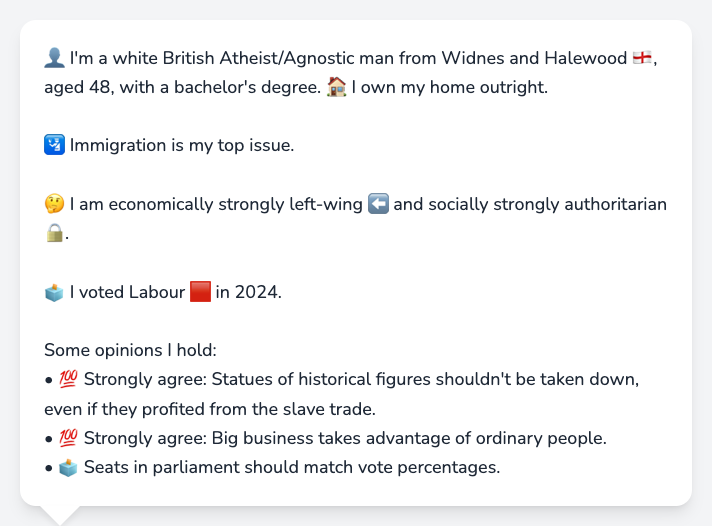 👤 I'm a white British Atheist/Agnostic man from Widnes and Halewood 🏴󠁧󠁢󠁥󠁮󠁧󠁿,
aged 48, with a bachelor's degree. 🏠 I own my home outright.
🛂 Immigration is my top issue.
🤔 I am economically strongly left-wing ⬅️ and socially strongly authoritarian
🔒.
🗳️ I voted Labour 🟥 in 2024.
Some opinions I hold:
• 💯 Strongly agree: Statues of historical figures shouldn't be taken down,
even if they profited from the slave trade.
• 💯 Strongly agree: Big business takes advantage of ordinary people.
• 🗳️ Seats in parliament should match vote percentages.